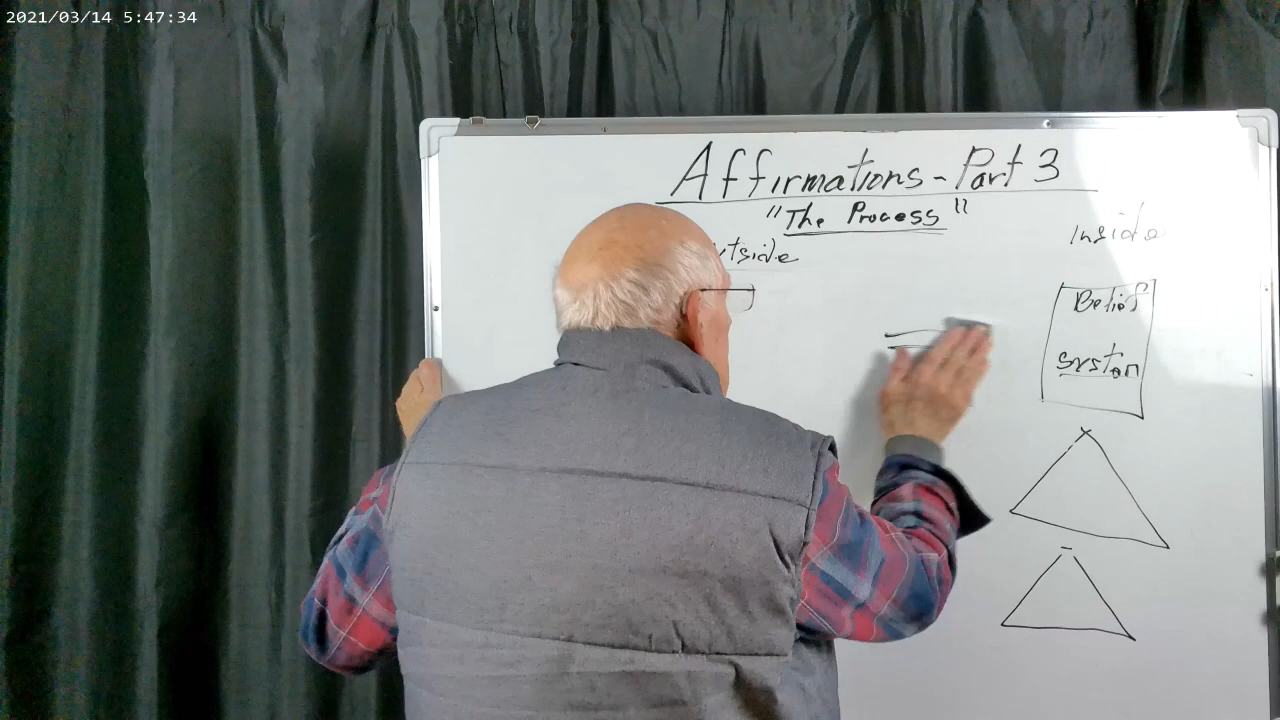 2021/03/14 5:47:34
Affirmations - Part 3
"The Process"
Inside
utside
Belief
System